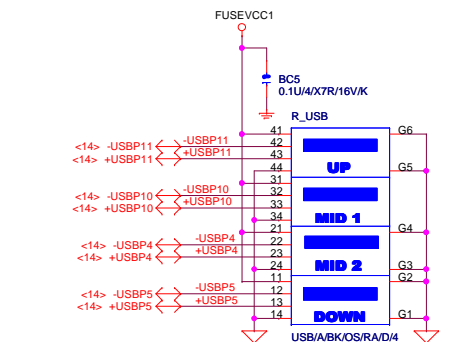 FUSEVCC1
BC5
0.1U/4/X7R/16V/K
R_USB
41 G6
<14> -USBP11 -USBP11 42
<14> +USBP11 +USBP11 43
44 G5
UP
31
<14> -USBP10 -USBP10 32
<14> +USBP10 +USBP10 33
34
MID 1
21 G4
<14> -USBP4 -USBP4 22
<14> +USBP4 +USBP4 23
24 G3
MID 2
11 G2
<14> -USBP5 -USBP5 12
<14> +USBP5 +USBP5 13
14 G1
DOWN
USB/A/BK/OS/RA/D/4